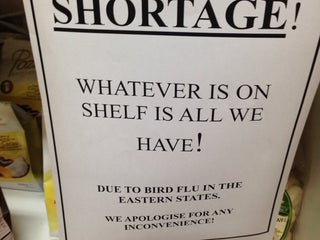 SHORTAGE!
WHATEVER IS ON
SHELF IS ALL WE
HAVE!
DUE TO BIRD FLU IN THE
EASTERN STATES.
WE APOLOGISE FOR ANY
INCONVENIENCE!